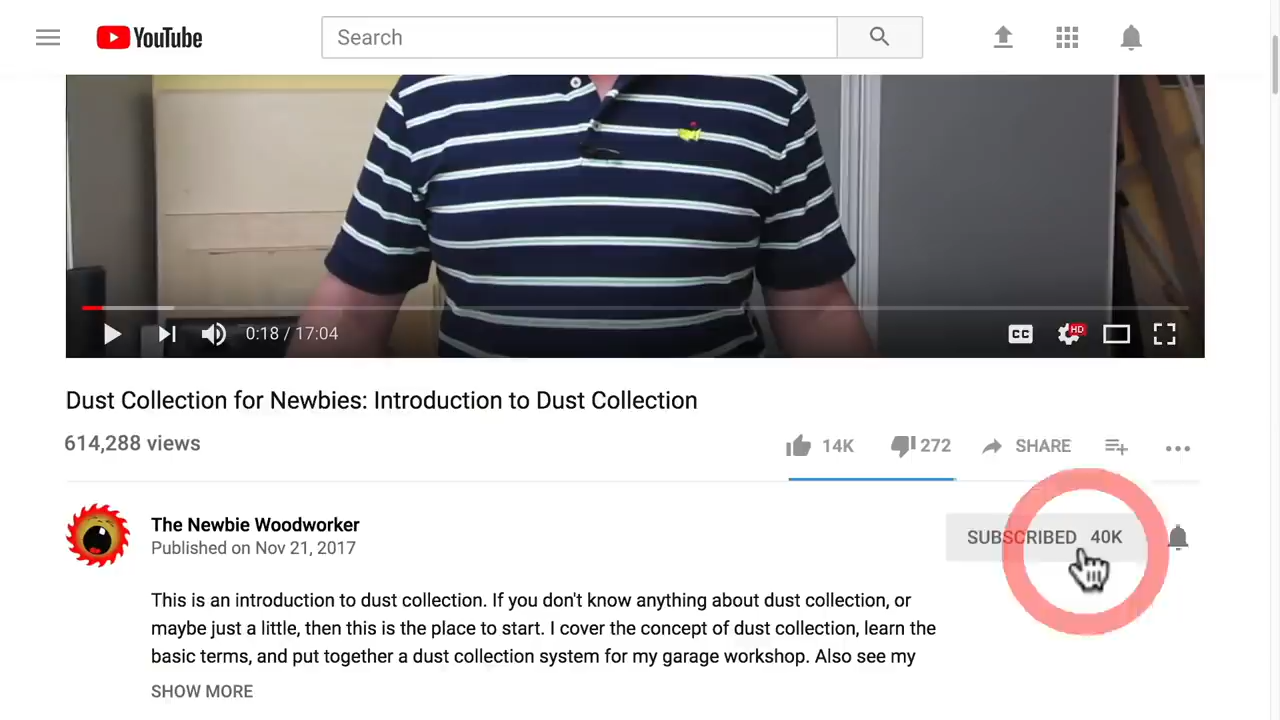 YouTube
Search
0:18 / 17:04
CC
HD
Dust Collection for Newbies: Introduction to Dust Collection
614,288 views
14K
272
SHARE
The Newbie Woodworker
SUBSCRIBED 40K
Published on Nov 21, 2017
This is an introduction to dust collection. If you don't know anything about dust collection, or
maybe just a little, then this is the place to start. I cover the concept of dust collection, learn the
basic terms, and put together a dust collection system for my garage workshop. Also see my
SHOW MORE